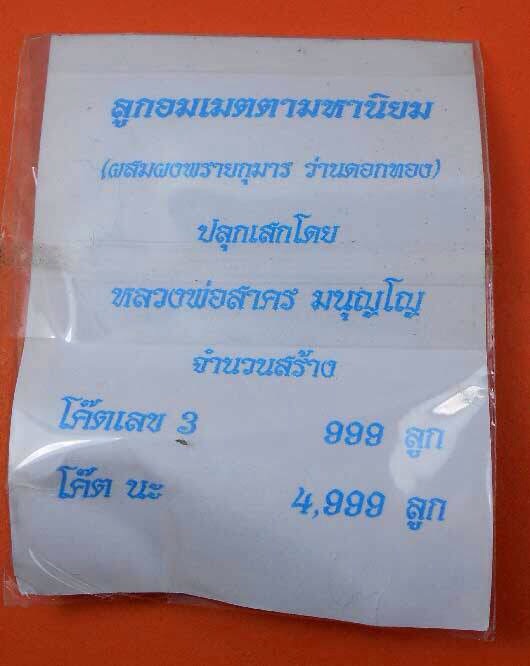 ลูกอมเมตตามหานิยม
(ผสมผงพรายกุมาร ว่านดอกทอง)
ปลุกเสกโดย
หลวงพ่อสาคร มนุญโญ
จำนวนสร้าง
โค๊ตเลข 3 999 ลูก
โค๊ต นะ 4,999 ลูก